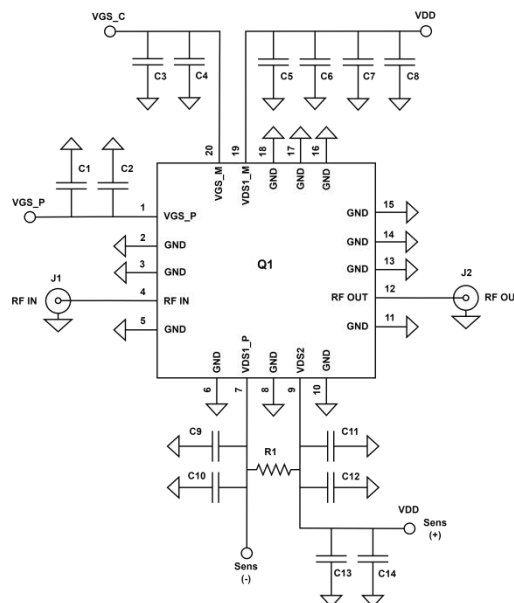 VGS_C
VDD
C3
C4
C5
C6
C7
C8
20
19
18
17
16
VGS_M
VDS1_M
GND
GND
GND
C1
C2
VGS_P
1
VGS_P
2
GND
3
GND
J1
RF IN
4
RF IN
5
GND
Q1
GND
15
GND
14
GND
13
RF OUT
12
J2
RF OU
GND
11
GND
VDS1_P
GND
VDS2
GND
6
7
8
9
10
C9
C10
R1
C11
C12
VDD
Sens
(+)
C13
C14
Sens
(-)